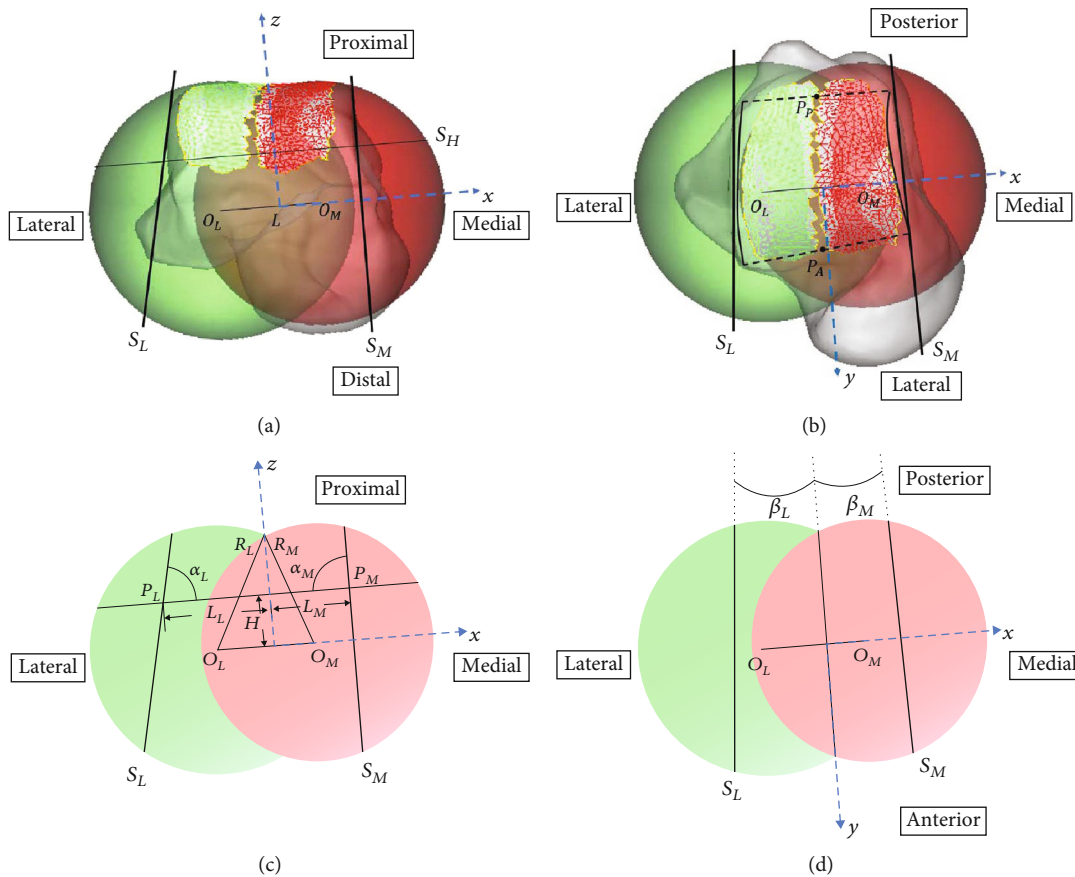 z
Proximal
S_H
x
Lateral
O_L
L
O_M
Medial
S_L
S_M
Distal
(a)
Posterior
P_P
x
Lateral
O_L
O_M
Medial
P_A
S_L
S_M
y
Lateral
(b)
z
Proximal
R_L R_M
α_L
α_M
P_L
P_M
L_L
L_M
H
x
O_L
O_M
Lateral
Medial
S_L
S_M
(c)
Posterior
β_L
β_M
x
Lateral
O_L
O_M
Medial
S_L
S_M
y
Anterior
(d)